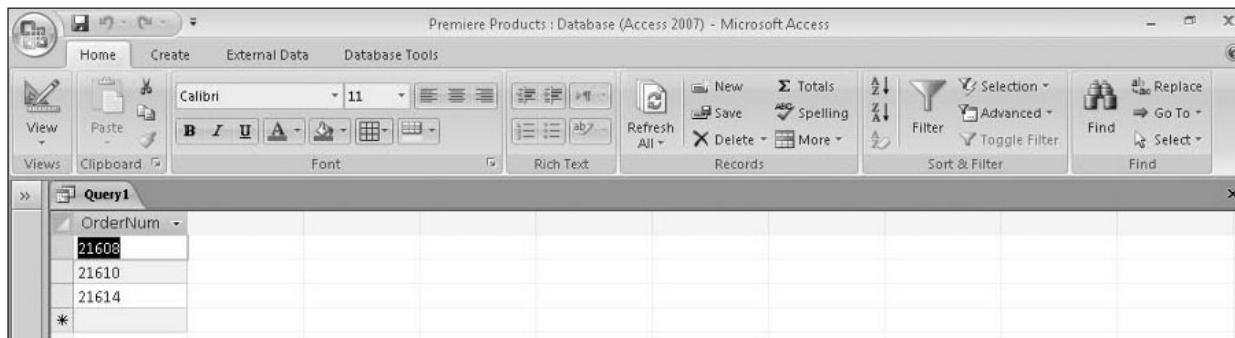 Premiere Products : Database (Access 2007) - Microsoft Access
Home Create External Data Database Tools
View
Views
Paste
Clipboard
Calibri 11
B I U A
Font
Rich Text
Refresh All
New
Save
Delete
Σ Totals
Spelling
More
Records
Filter
Selection
Advanced
Toggle Filter
Sort & Filter
Find
Replace
Go To
Select
Find
Query1
OrderNum
21608
21610
21614